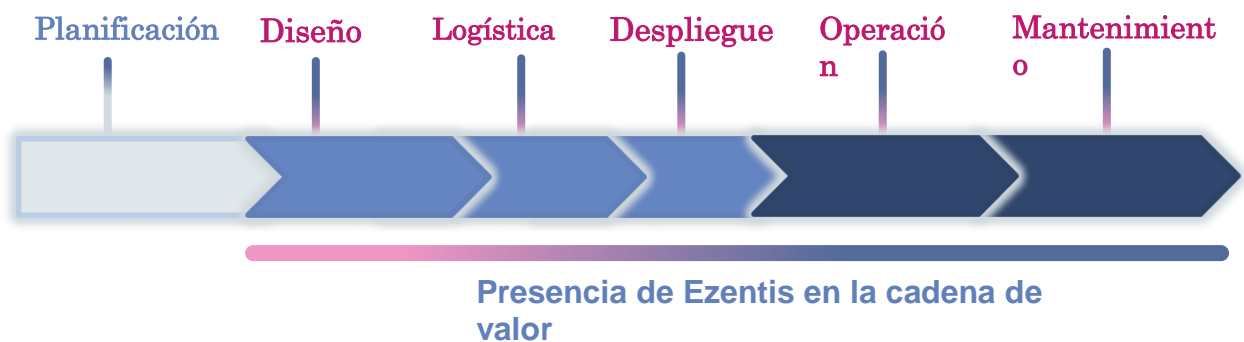 Planificación
Diseño
Logística
Despliegue
Operació
n
Mantenimient
o
Presencia de Ezentis en la cadena de
valor